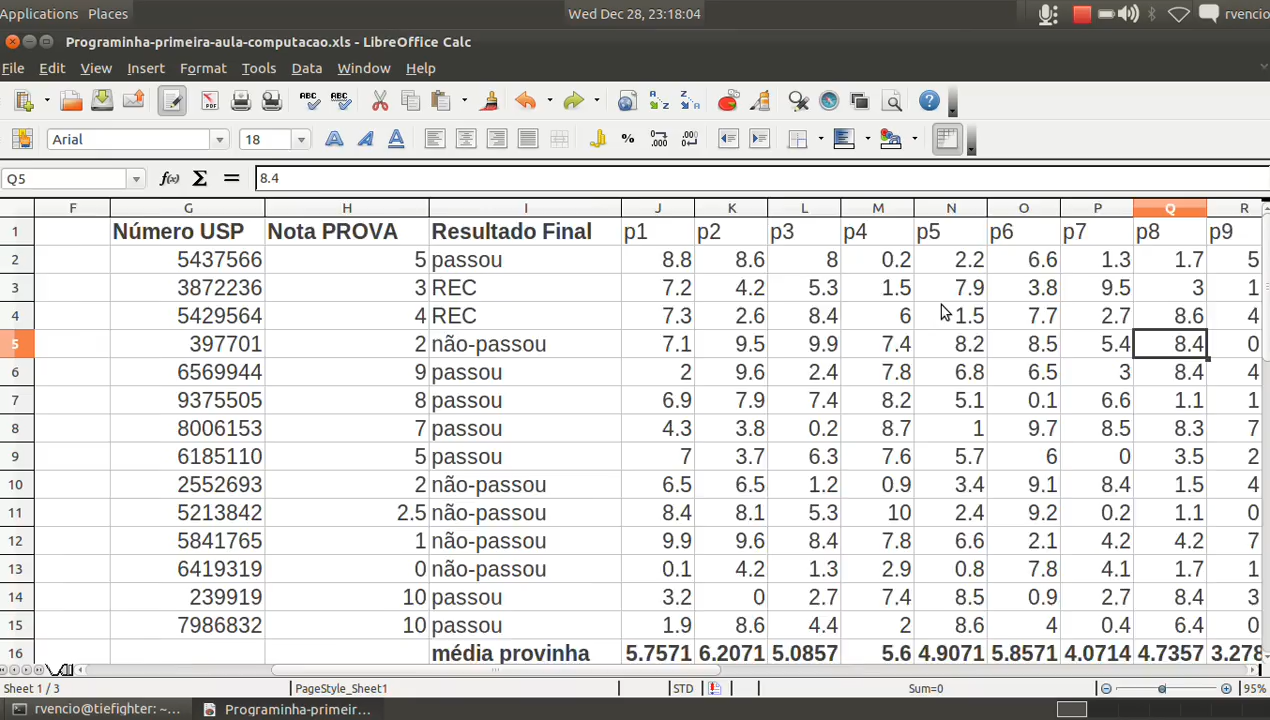 Applications Places Wed Dec 28, 23:18:04 rvencio
Programinha-primeira-aula-computacao.xls - LibreOffice Calc
File Edit View Insert Format Tools Data Window Help
PDF ABC ABC
Arial 18 A A A % .000 .000
Q5 f(x) Σ = 8.4
F G H I J K L M N O P Q R
1 Número USP Nota PROVA Resultado Final p1 p2 p3 p4 p5 p6 p7 p8 p9
2 5437566 5 passou 8.8 8.6 8 0.2 2.2 6.6 1.3 1.7 5
3 3872236 3 REC 7.2 4.2 5.3 1.5 7.9 3.8 9.5 3 1
4 5429564 4 REC 7.3 2.6 8.4 6 1.5 7.7 2.7 8.6 4
5 397701 2 não-passou 7.1 9.5 9.9 7.4 8.2 8.5 5.4 8.4 0
6 6569944 9 passou 2 9.6 2.4 7.8 6.8 6.5 3 8.4 4
7 9375505 8 passou 6.9 7.9 7.4 8.2 5.1 0.1 6.6 1.1 1
8 8006153 7 passou 4.3 3.8 0.2 8.7 1 9.7 8.5 8.3 7
9 6185110 5 passou 7 3.7 6.3 7.6 5.7 6 0 3.5 2
10 2552693 2 não-passou 6.5 6.5 1.2 0.9 3.4 9.1 8.4 1.5 4
11 5213842 2.5 não-passou 8.4 8.1 5.3 10 2.4 9.2 0.2 1.1 0
12 5841765 1 não-passou 9.9 9.6 8.4 7.8 6.6 2.1 4.2 4.2 7
13 6419319 0 não-passou 0.1 4.2 1.3 2.9 0.8 7.8 4.1 1.7 1
14 239919 10 passou 3.2 0 2.7 7.4 8.5 0.9 2.7 8.4 3
15 7986832 10 passou 1.9 8.6 4.4 2 8.6 4 0.4 6.4 0
16 média provinha 5.7571 6.2071 5.0857 5.6 4.9071 5.8571 4.0714 4.7357 3.278
Sheet 1 / 3 PageStyle_Sheet1 STD Sum=0 95%
rvencio@tiefighter: ~... Programinha-primeir...